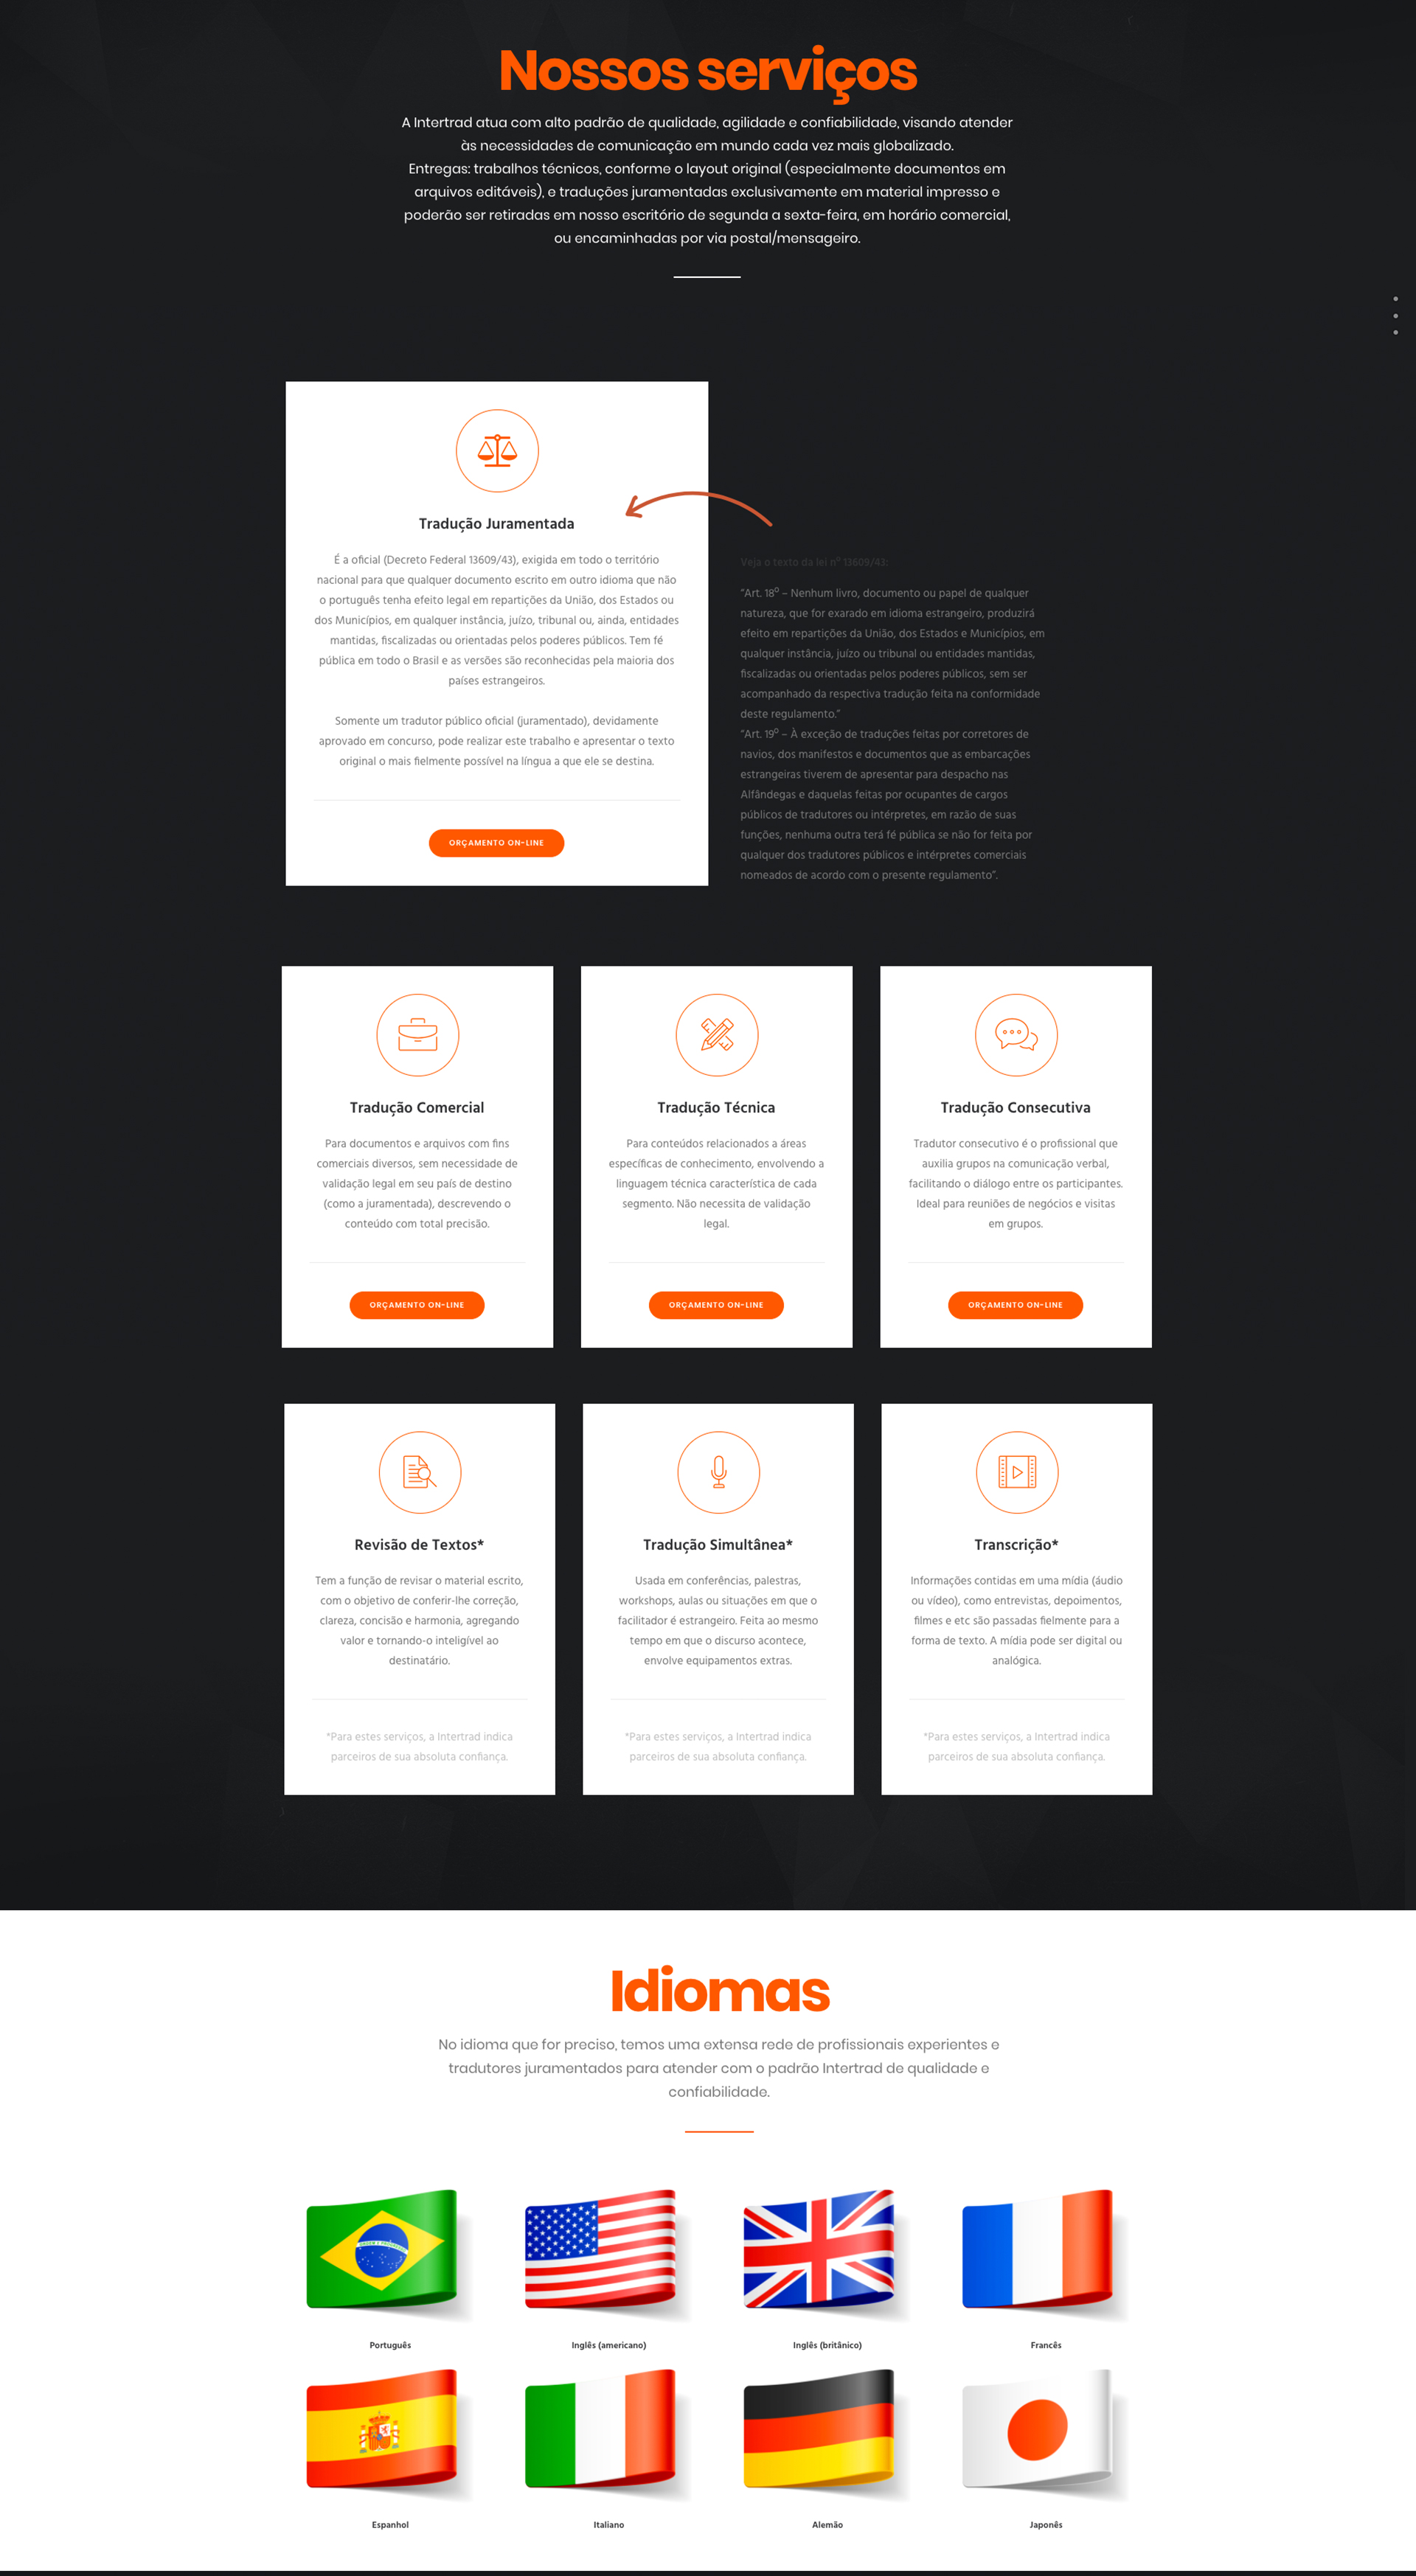 Nossos serviços
A Intertrad atua com alto padrão de qualidade, agilidade e confiabilidade, visando atender
às necessidades de comunicação em mundo cada vez mais globalizado.
Entregas: trabalhos técnicos, conforme o layout original (especialmente documentos em
arquivos editáveis), e traduções juramentadas exclusivamente em material impresso e
poderão ser retiradas em nosso escritório de segunda a sexta-feira, em horário comercial,
ou encaminhadas por via postal/mensageiro.
Tradução Juramentada
É a oficial (Decreto Federal 13609/43), exigida em todo o território
nacional para que qualquer documento escrito em outro idioma que não
o português tenha efeito legal em repartições da União, dos Estados ou
dos Municípios, em qualquer instância, juízo, tribunal ou, ainda, entidades
mantidas, fiscalizadas ou orientadas pelos poderes públicos. Tem fé
pública em todo o Brasil e as versões são reconhecidas pela maioria dos
países estrangeiros.
Somente um tradutor público oficial (juramentado), devidamente
aprovado em concurso, pode realizar este trabalho e apresentar o texto
original o mais fielmente possível na língua a que ele se destina.
ORÇAMENTO ON-LINE
Veja o texto da lei nº 13609/43:
"Art. 18º – Nenhum livro, documento ou papel de qualquer
natureza, que for exarado em idioma estrangeiro, produzirá
efeito em repartições da União, dos Estados e Municípios, em
qualquer instância, juízo ou tribunal ou entidades mantidas,
fiscalizadas ou orientadas pelos poderes públicos, sem ser
acompanhado da respectiva tradução feita na conformidade
deste regulamento."
"Art. 19º – À exceção de traduções feitas por corretores de
navios, dos manifestos e documentos que as embarcações
estrangeiras tiverem de apresentar para despacho nas
Alfândegas e daquelas feitas por ocupantes de cargos
públicos de tradutores ou intérpretes, em razão de suas
funções, nenhuma outra terá fé pública se não for feita por
qualquer dos tradutores públicos e intérpretes comerciais
nomeados de acordo com o presente regulamento".
Tradução Comercial
Para documentos e arquivos com fins
comerciais diversos, sem necessidade de
validação legal em seu país de destino
(como a juramentada), descrevendo o
conteúdo com total precisão.
ORÇAMENTO ON-LINE
Tradução Técnica
Para conteúdos relacionados a áreas
específicas de conhecimento, envolvendo a
linguagem técnica característica de cada
segmento. Não necessita de validação
legal.
ORÇAMENTO ON-LINE
Tradução Consecutiva
Tradutor consecutivo é o profissional que
auxilia grupos na comunicação verbal,
facilitando o diálogo entre os participantes.
Ideal para reuniões de negócios e visitas
em grupos.
ORÇAMENTO ON-LINE
Revisão de Textos*
Tem a função de revisar o material escrito,
com o objetivo de conferir-lhe correção,
clareza, concisão e harmonia, agregando
valor e tornando-o inteligível ao
destinatário.
*Para estes serviços, a Intertrad indica
parceiros de sua absoluta confiança.
Tradução Simultânea*
Usada em conferências, palestras,
workshops, aulas ou situações em que o
facilitador é estrangeiro. Feita ao mesmo
tempo em que o discurso acontece,
envolve equipamentos extras.
*Para estes serviços, a Intertrad indica
parceiros de sua absoluta confiança.
Transcrição*
Informações contidas em uma mídia (áudio
ou vídeo), como entrevistas, depoimentos,
filmes e etc são passadas fielmente para a
forma de texto. A mídia pode ser digital ou
analógica.
*Para estes serviços, a Intertrad indica
parceiros de sua absoluta confiança.
Idiomas
No idioma que for preciso, temos uma extensa rede de profissionais experientes e
tradutores juramentados para atender com o padrão Intertrad de qualidade e
confiabilidade.
Português
Inglês (americano)
Inglês (britânico)
Francês
Espanhol
Italiano
Alemão
Japonês